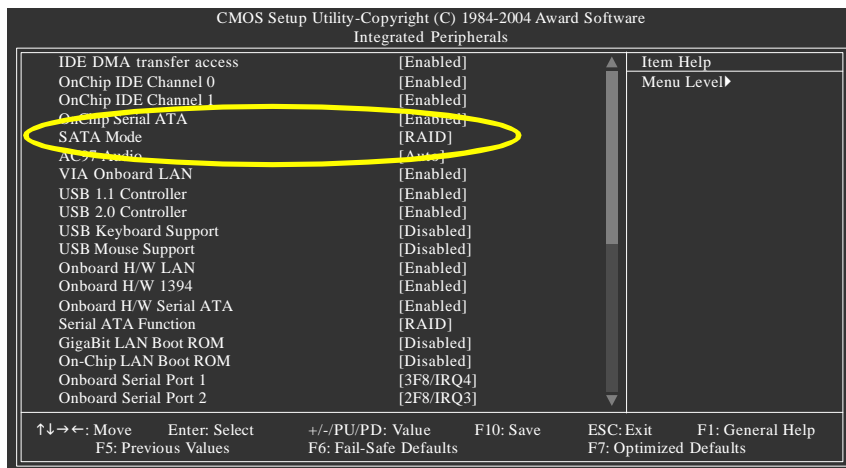 CMOS Setup Utility-Copyright (C) 1984-2004 Award Software
Integrated Peripherals
IDE DMA transfer access [Enabled]
OnChip IDE Channel 0 [Enabled]
OnChip IDE Channel 1 [Enabled]
OnChip Serial ATA [Enabled]
SATA Mode [RAID]
AC97 Audio [Auto]
VIA Onboard LAN [Enabled]
USB 1.1 Controller [Enabled]
USB 2.0 Controller [Enabled]
USB Keyboard Support [Disabled]
USB Mouse Support [Disabled]
Onboard H/W LAN [Enabled]
Onboard H/W 1394 [Enabled]
Onboard H/W Serial ATA [Enabled]
Serial ATA Function [RAID]
GigaBit LAN Boot ROM [Disabled]
On-Chip LAN Boot ROM [Disabled]
Onboard Serial Port 1 [3F8/IRQ4]
Onboard Serial Port 2 [2F8/IRQ3]
Item Help
Menu Level▶
↑↓→←: Move Enter: Select +/-/PU/PD: Value F10: Save ESC: Exit F1: General Help
F5: Previous Values F6: Fail-Safe Defaults F7: Optimized Defaults